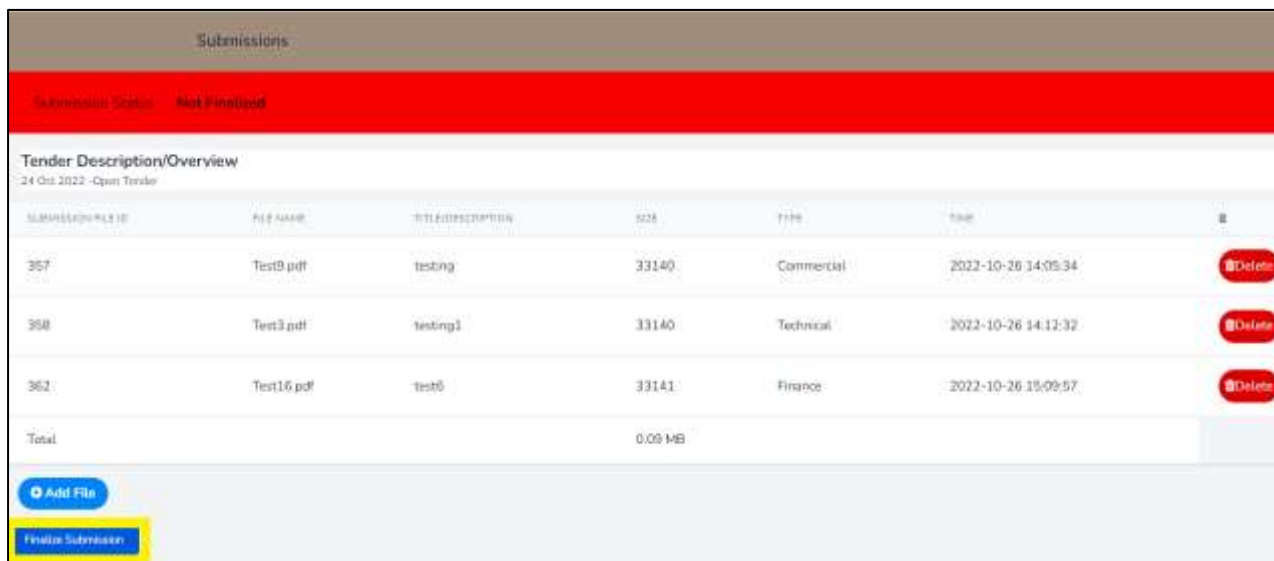 Submissions
Submission Status Not Finalized
Tender Description/Overview
24 Oct 2022 -Open Tender
SUBMISSION FILE ID FILE NAME TITLE/DESCRIPTION SIZE TYPE TIME
357 Test9.pdf testing 33140 Commercial 2022-10-26 14:05:34 Delete
358 Test3.pdf testing1 33140 Technical 2022-10-26 14:12:32 Delete
362 Test16.pdf test6 33141 Finance 2022-10-26 15:09:57 Delete
Total 0.09 MB
Add File
Finalize Submission